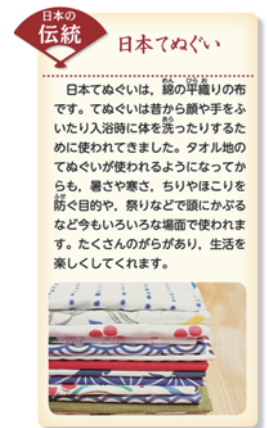 日本の
伝統
日本てぬぐい
日本てぬぐいは，綿の平織りの布
です。てぬぐいは昔から顔や手をふ
いたり入浴時に体を洗ったりするた
めに使われてきました。タオル地の
てぬぐいが使われるようになってか
らも，暑さや寒さ，ちりやほこりを
防ぐ目的や，祭りなどで頭にかぶる
など今もいろいろな場面で使われま
す。たくさんのがらがあり，生活を
楽しくしてくれます。